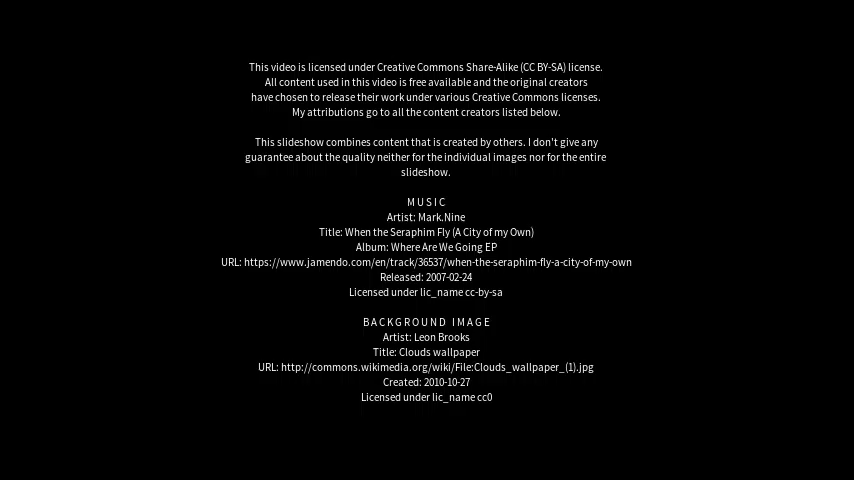 This video is licensed under Creative Commons Share-Alike (CC BY-SA) license.
All content used in this video is free available and the original creators
have chosen to release their work under various Creative Commons licenses.
My attributions go to all the content creators listed below.
This slideshow combines content that is created by others. I don't give any
guarantee about the quality neither for the individual images nor for the entire
slideshow.
M U S I C
Artist: Mark.Nine
Title: When the Seraphim Fly (A City of my Own)
Album: Where Are We Going EP
URL: https://www.jamendo.com/en/track/36537/when-the-seraphim-fly-a-city-of-my-own
Released: 2007-02-24
Licensed under lic_name cc-by-sa
B A C K G R O U N D   I M A G E
Artist: Leon Brooks
Title: Clouds wallpaper
URL: http://commons.wikimedia.org/wiki/File:Clouds_wallpaper_(1).jpg
Created: 2010-10-27
Licensed under lic_name cc0